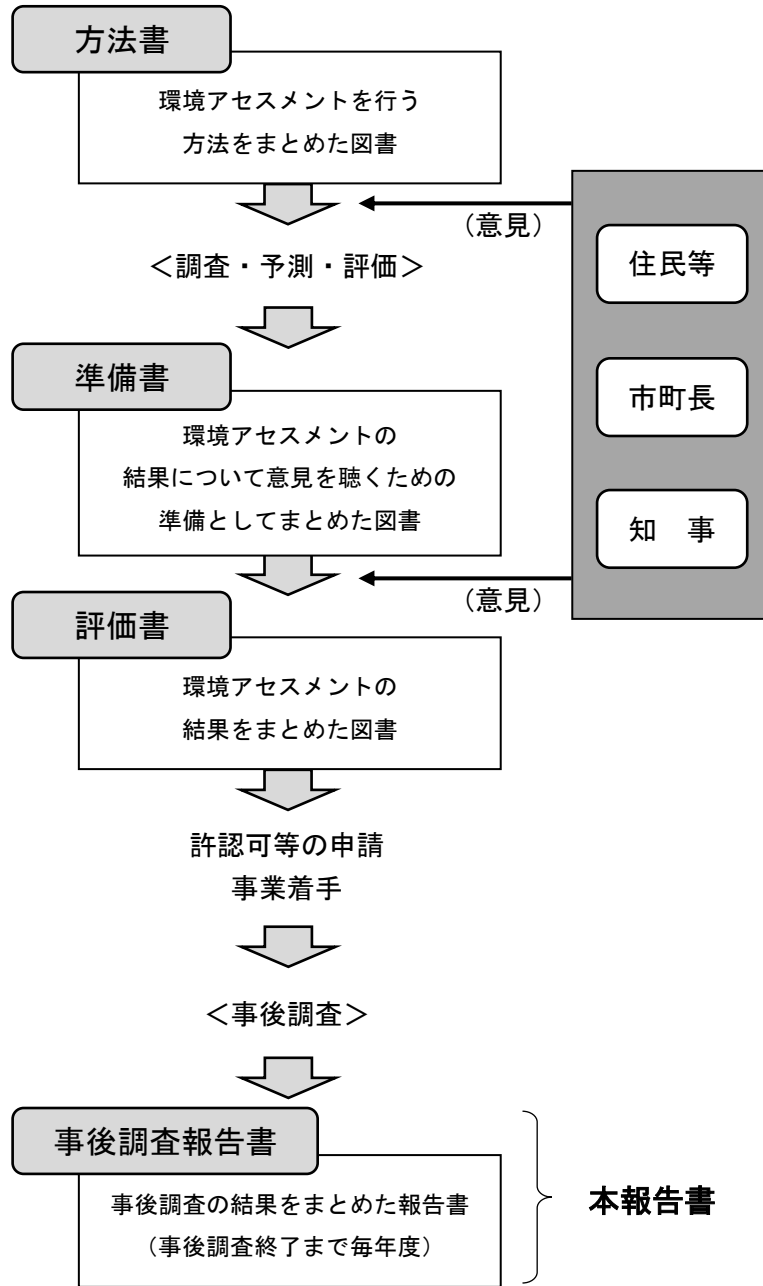 方法書
環境アセスメントを行う
方法をまとめた図書
（意見）
＜調査・予測・評価＞
住民等
市町長
知　事
準備書
環境アセスメントの
結果について意見を聴くための
準備としてまとめた図書
（意見）
評価書
環境アセスメントの
結果をまとめた図書
許認可等の申請
事業着手
＜事後調査＞
事後調査報告書
事後調査の結果をまとめた報告書
（事後調査終了まで毎年度）
本報告書